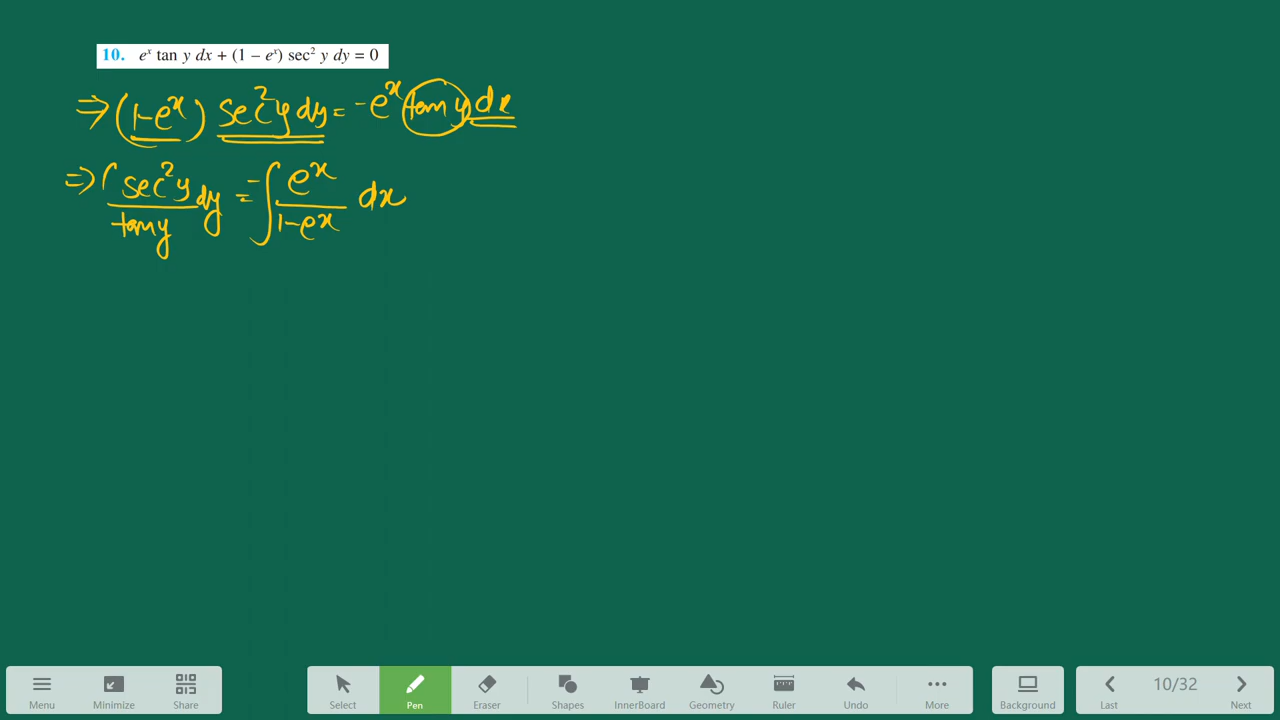 10. eˣ tan y dx + (1 – eˣ) sec² y dy = 0
⇒ (1-eˣ) sec²y dy = -eˣ tan y dx
⇒ ∫ sec²y/tan y dy = -∫ eˣ/1-eˣ dx
Menu Minimize Share Select Pen Eraser Shapes InnerBoard Geometry Ruler Undo More Background Last 10/32 Next